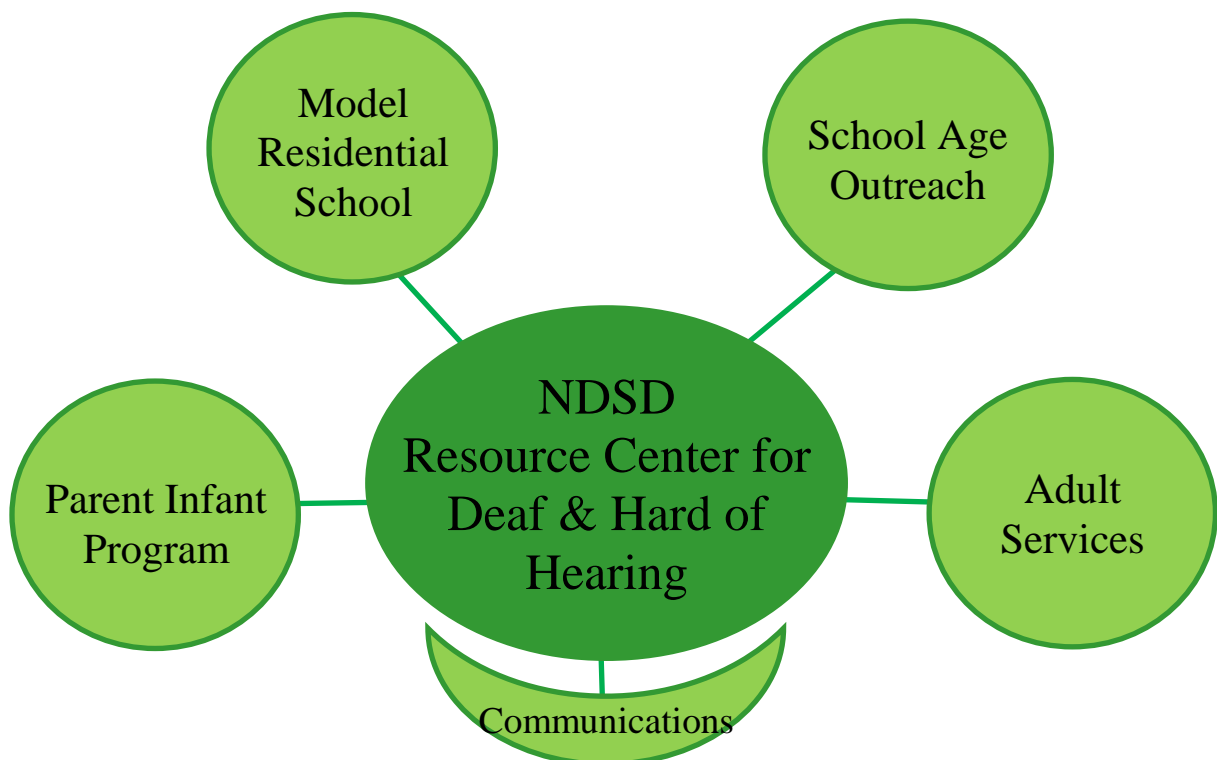 Model
Residential
School
School Age
Outreach
NDSD
Resource Center for
Deaf & Hard of
Hearing
Parent Infant
Program
Adult
Services
Communications